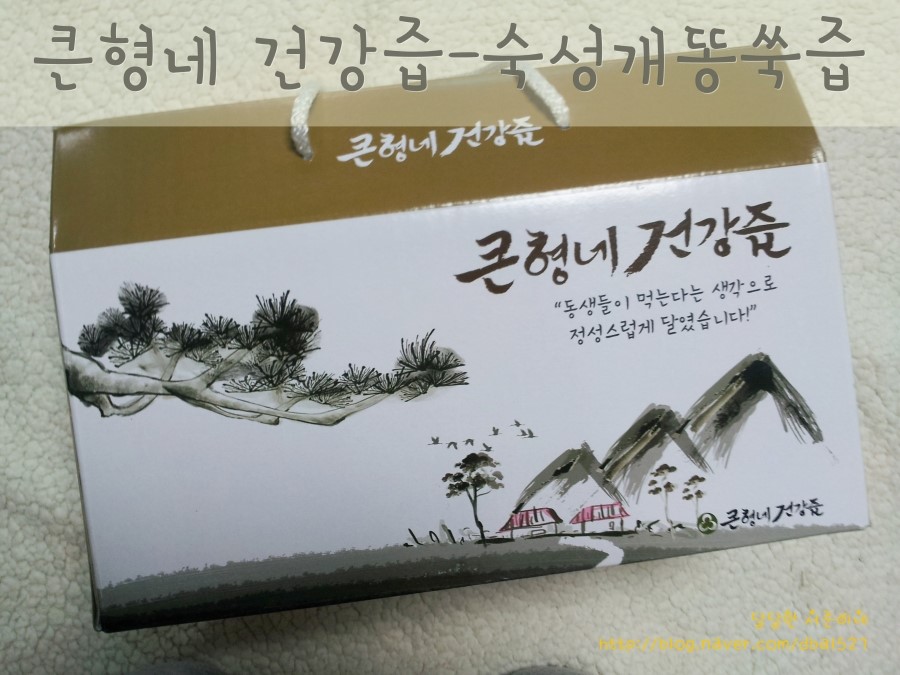 큰형네 건강즙-숙성개똥쑥즙
큰형네 건강즙
큰형네 건강즙
“동생들이 먹는다는 생각으로
정성스럽게 달였습니다!”
큰형네 건강즙